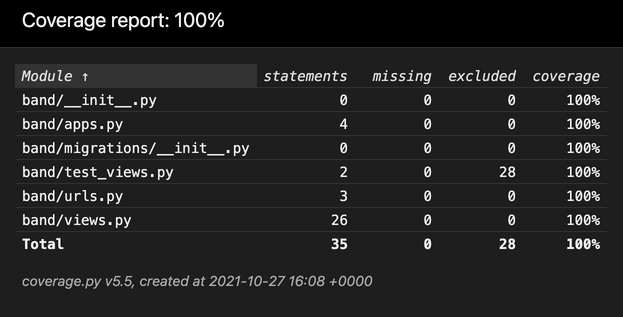 Coverage report: 100%
Module ↑ statements missing excluded coverage
band/__init__.py 0 0 0 100%
band/apps.py 4 0 0 100%
band/migrations/__init__.py 0 0 0 100%
band/test_views.py 2 0 28 100%
band/urls.py 3 0 0 100%
band/views.py 26 0 0 100%
Total 35 0 28 100%
coverage.py v5.5, created at 2021-10-27 16:08 +0000